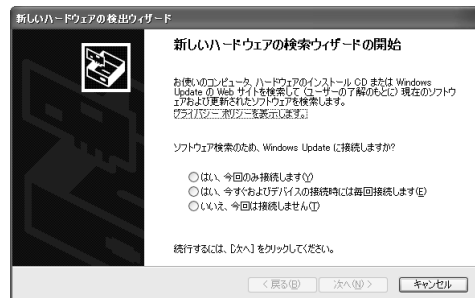 新しいハードウェアの検出ウィザード
新しいハードウェアの検索ウィザードの開始
お使いのコンピュータ、ハードウェアのインストール CD または Windows
Update の Web サイトを検索して (ユーザーの了解のもとに) 現在のソフトウ
ェアおよび更新されたソフトウェアを検索します。
プライバシー ポリシーを表示します。
ソフトウェア検索のため、Windows Update に接続しますか?
はい、今回のみ接続します(Y)
はい、今すぐおよびデバイスの接続時には毎回接続します(E)
いいえ、今回は接続しません(T)
続行するには、[次へ] をクリックしてください。
< 戻る(B)
次へ(N) >
キャンセル